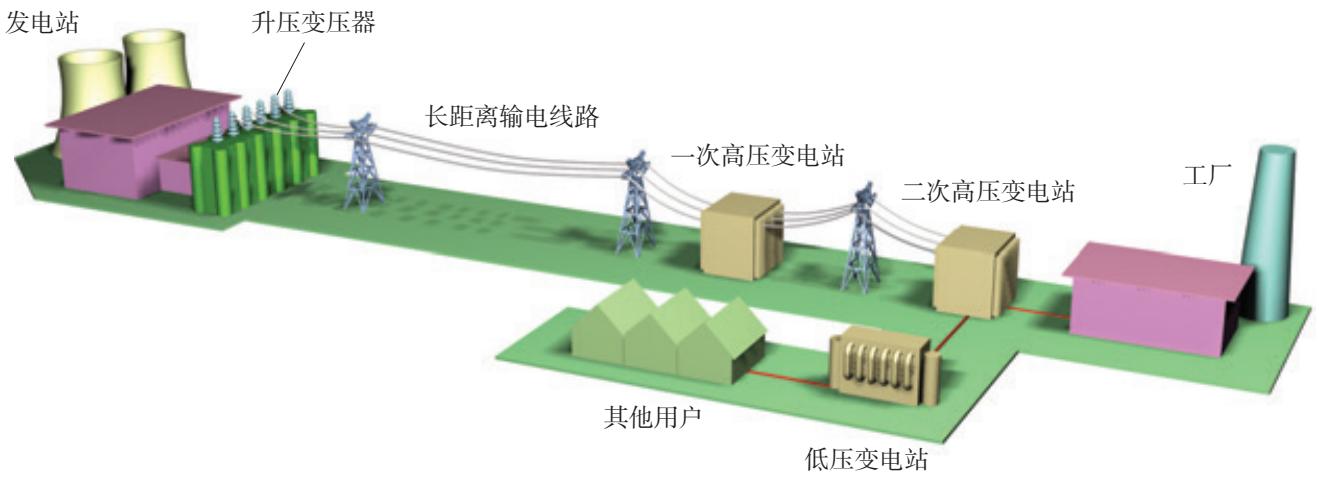 发电站
升压变压器
长距离输电线路
一次高压变电站
二次高压变电站
工厂
其他用户
低压变电站